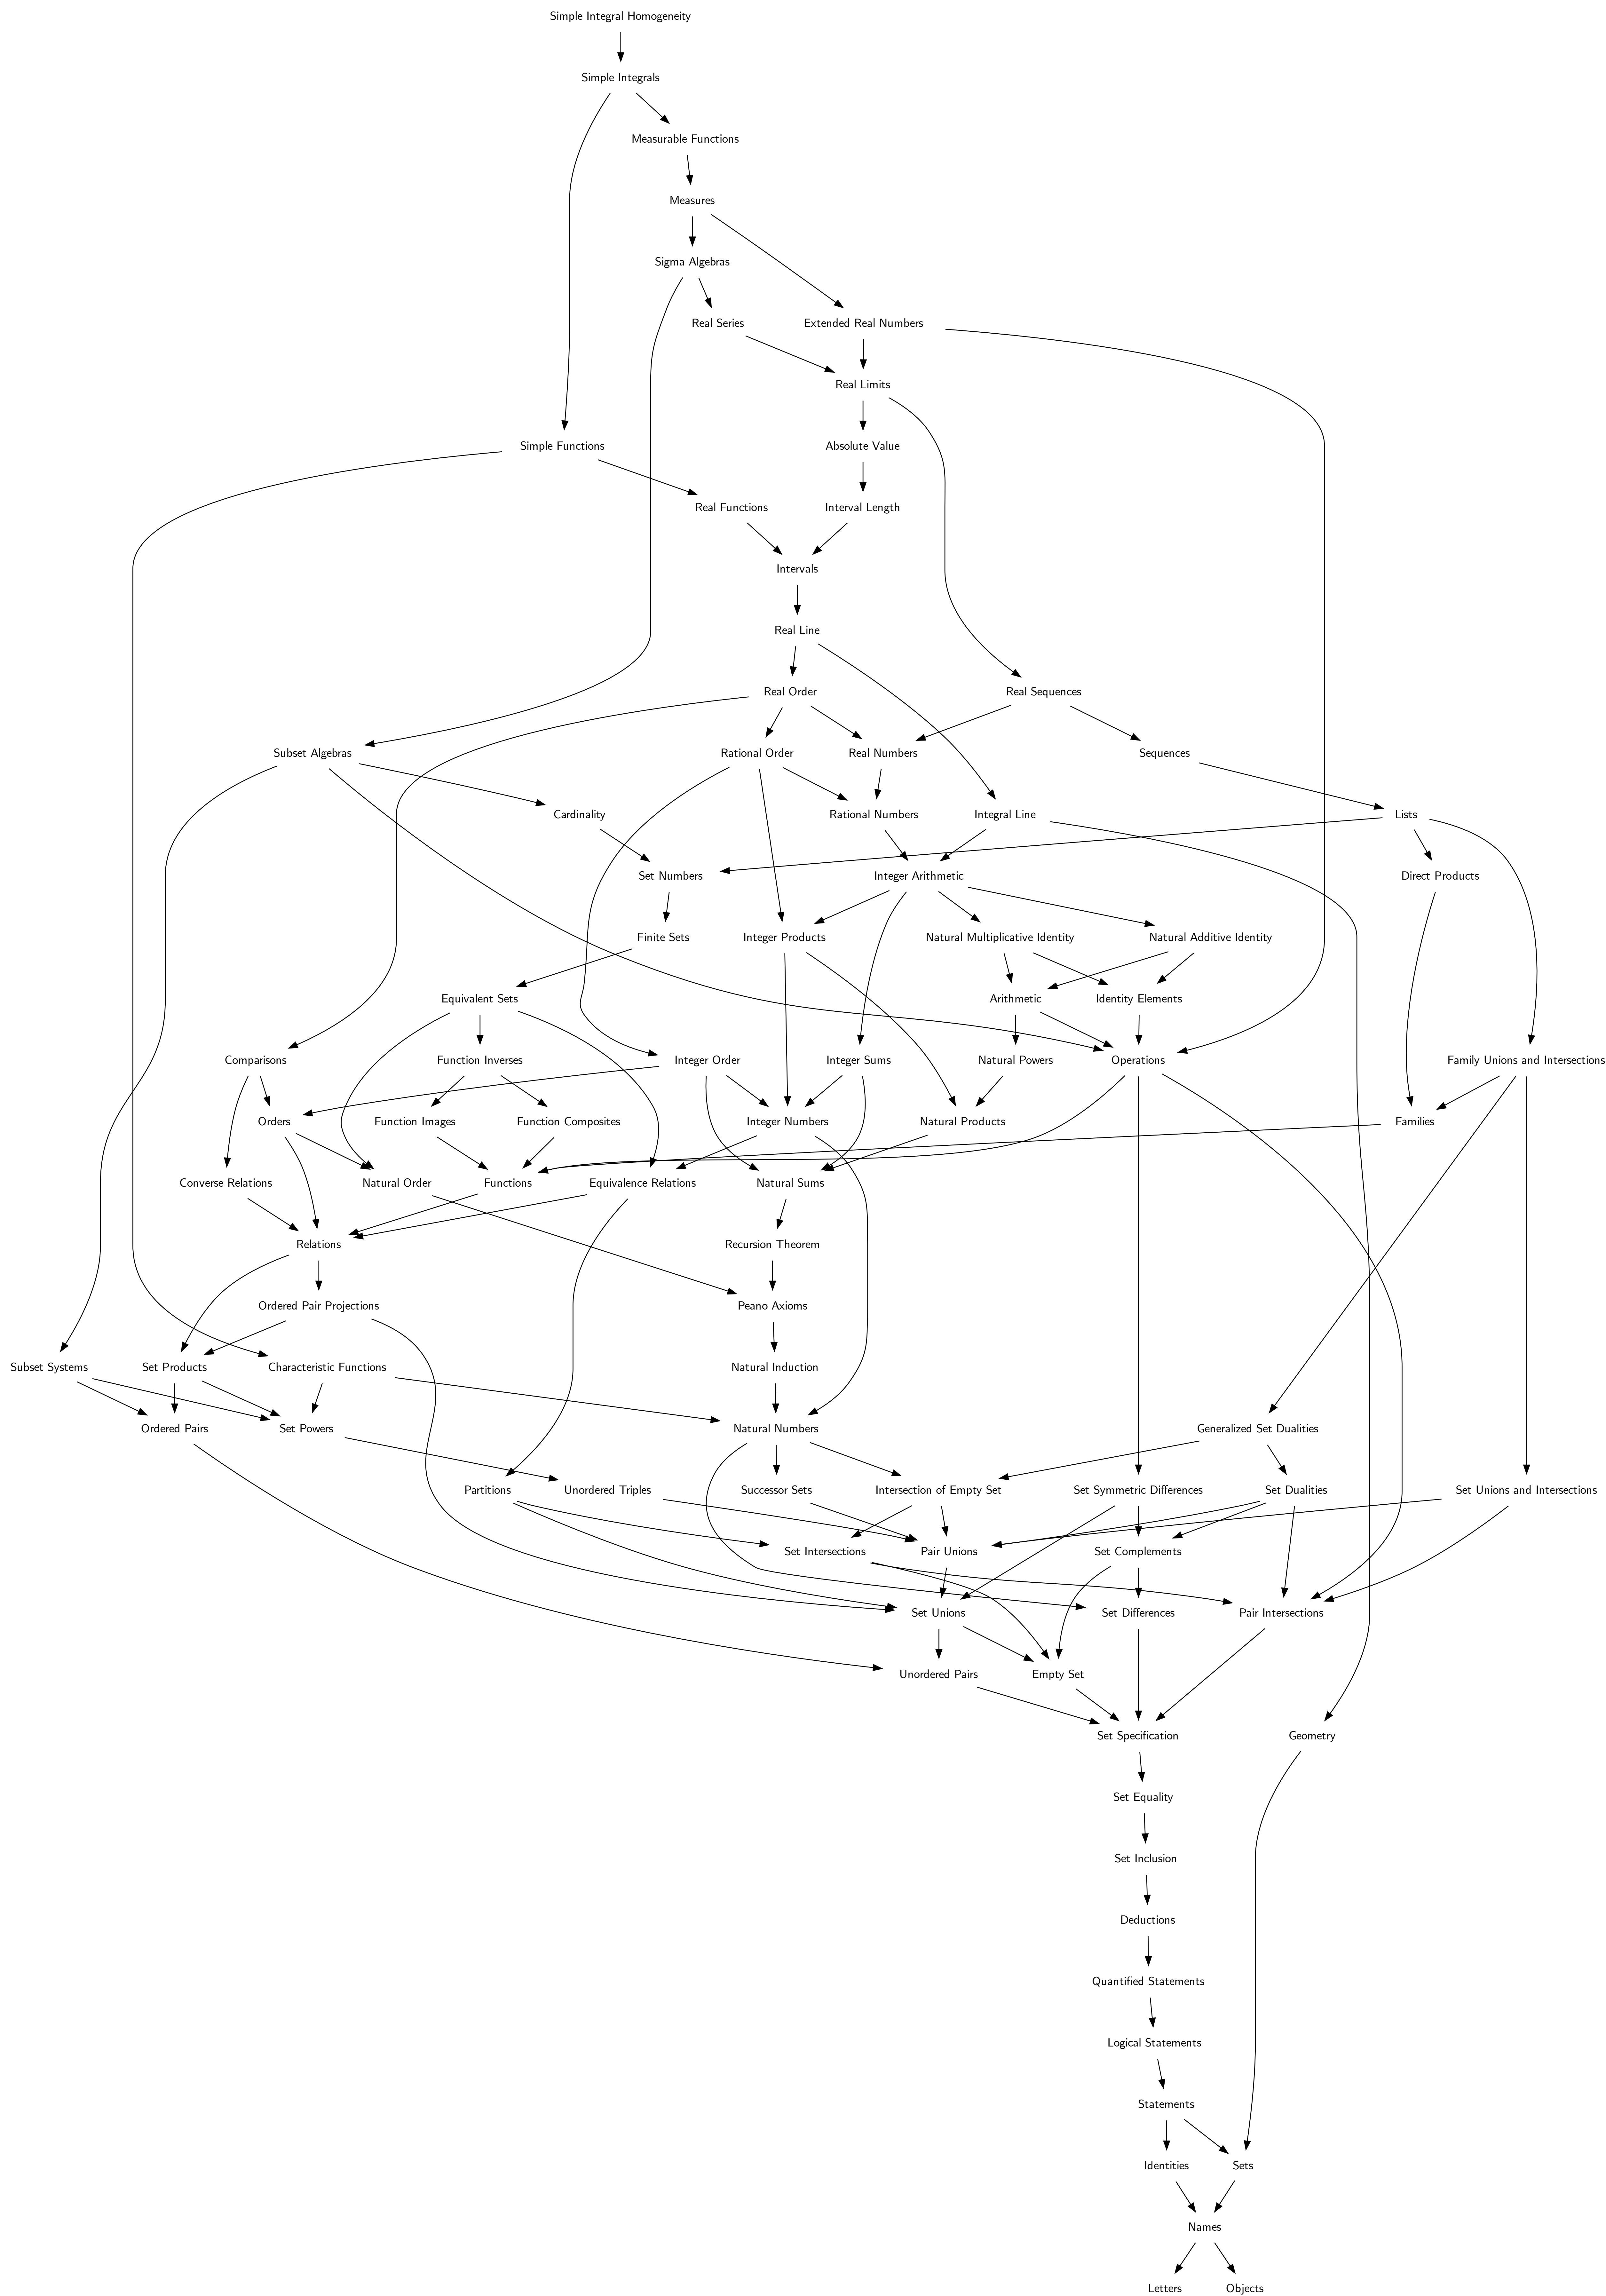 Simple Integral Homogeneity
Simple Integrals
Measurable Functions
Measures
Sigma Algebras
Real Series
Extended Real Numbers
Real Limits
Simple Functions
Absolute Value
Real Functions
Interval Length
Intervals
Real Line
Real Order
Real Sequences
Subset Algebras
Rational Order
Real Numbers
Sequences
Cardinality
Rational Numbers
Integral Line
Lists
Set Numbers
Integer Arithmetic
Direct Products
Finite Sets
Integer Products
Natural Multiplicative Identity
Natural Additive Identity
Equivalent Sets
Arithmetic
Identity Elements
Comparisons
Function Inverses
Integer Order
Integer Sums
Natural Powers
Operations
Family Unions and Intersections
Orders
Function Images
Function Composites
Integer Numbers
Natural Products
Families
Converse Relations
Natural Order
Functions
Equivalence Relations
Natural Sums
Relations
Recursion Theorem
Ordered Pair Projections
Peano Axioms
Subset Systems
Set Products
Characteristic Functions
Natural Induction
Ordered Pairs
Set Powers
Natural Numbers
Generalized Set Dualities
Partitions
Unordered Triples
Successor Sets
Intersection of Empty Set
Set Symmetric Differences
Set Dualities
Set Unions and Intersections
Set Intersections
Pair Unions
Set Complements
Set Unions
Set Differences
Pair Intersections
Unordered Pairs
Empty Set
Set Specification
Geometry
Set Equality
Set Inclusion
Deductions
Quantified Statements
Logical Statements
Statements
Identities
Sets
Names
Letters
Objects